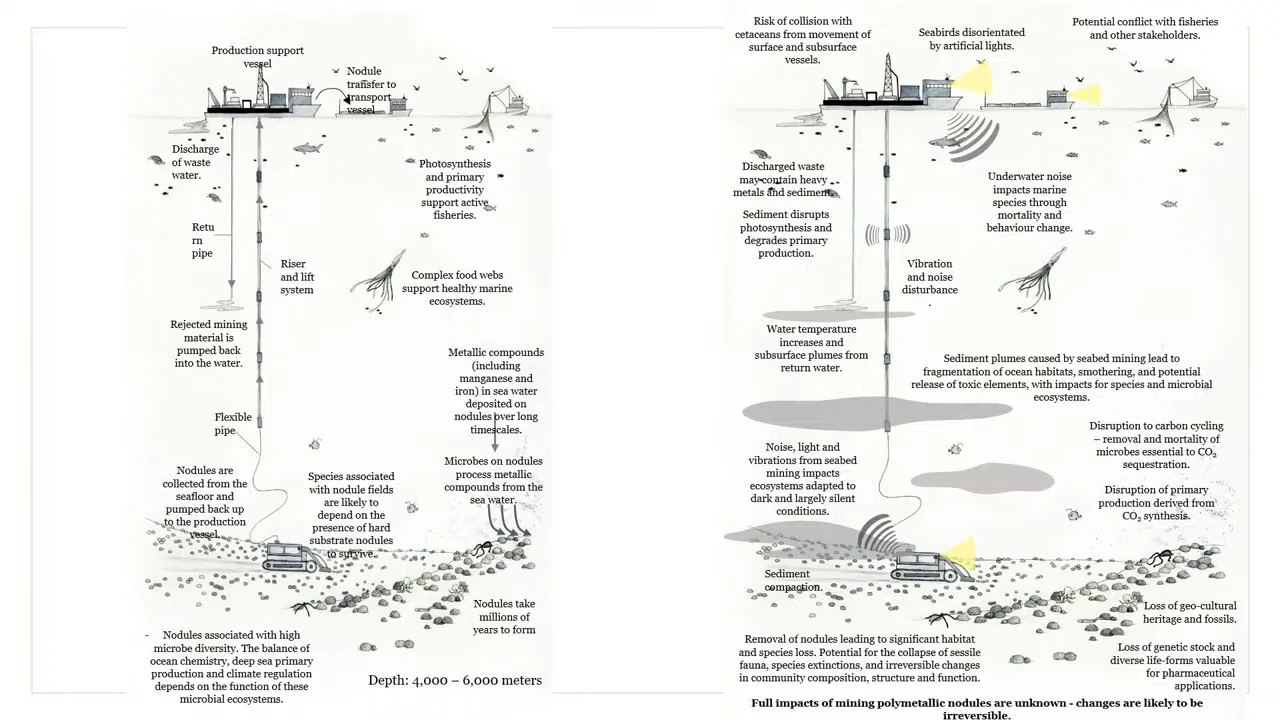 Production support
vessel
Nodule
transfer to
transport
vessel
Discharge
of waste
water.
Photosynthesis
and primary
productivity
support active
fisheries.
Retu
rn
pipe
Riser
and lift
system
Complex food webs
support healthy marine
ecosystems.
Rejected mining
material is
pumped back
into the water.
Metallic compounds
(including
manganese and
iron) in sea water
deposited on
nodules over long
timescales.
Flexible
pipe
Microbes on nodules
process metallic
compounds from the
sea water.
Nodules are
collected from the
seafloor and
pumped back up
to the production
vessel.
Species associated
with nodule fields
are likely to
depend on the
presence of hard
substrate nodules
to survive.
Nodules take
millions of
years to form
- Nodules associated with high
microbe diversity. The balance of
ocean chemistry, deep sea primary
production and climate regulation
depends on the function of these
microbial ecosystems.
Depth: 4,000 – 6,000 meters
Risk of collision with
cetaceans from movement of
surface and subsurface
vessels.
Seabirds disorientated
by artificial lights.
Potential conflict with fisheries
and other stakeholders.
Discharged waste
may contain heavy
metals and sediment.
Underwater noise
impacts marine
species through
mortality and
behaviour change.
Sediment disrupts
photosynthesis and
degrades primary
production.
Vibration
and noise
disturbance
.
Water temperature
increases and
subsurface plumes from
return water.
Sediment plumes caused by seabed mining lead to
fragmentation of ocean habitats, smothering, and potential
release of toxic elements, with impacts for species and microbial
ecosystems.
Disruption to carbon cycling
– removal and mortality of
microbes essential to CO₂
sequestration.
Noise, light and
vibrations from seabed
mining impacts
ecosystems adapted to
dark and largely silent
conditions.
Disruption of primary
production derived from
CO₂ synthesis.
Sediment
compaction.
Loss of geo-cultural
heritage and fossils.
Removal of nodules leading to significant habitat
and species loss. Potential for the collapse of sessile
fauna, species extinctions, and irreversible changes
in community composition, structure and function.
Loss of genetic stock and
diverse life-forms valuable
for pharmaceutical
applications.
Full impacts of mining polymetallic nodules are unknown - changes are likely to be
irreversible.